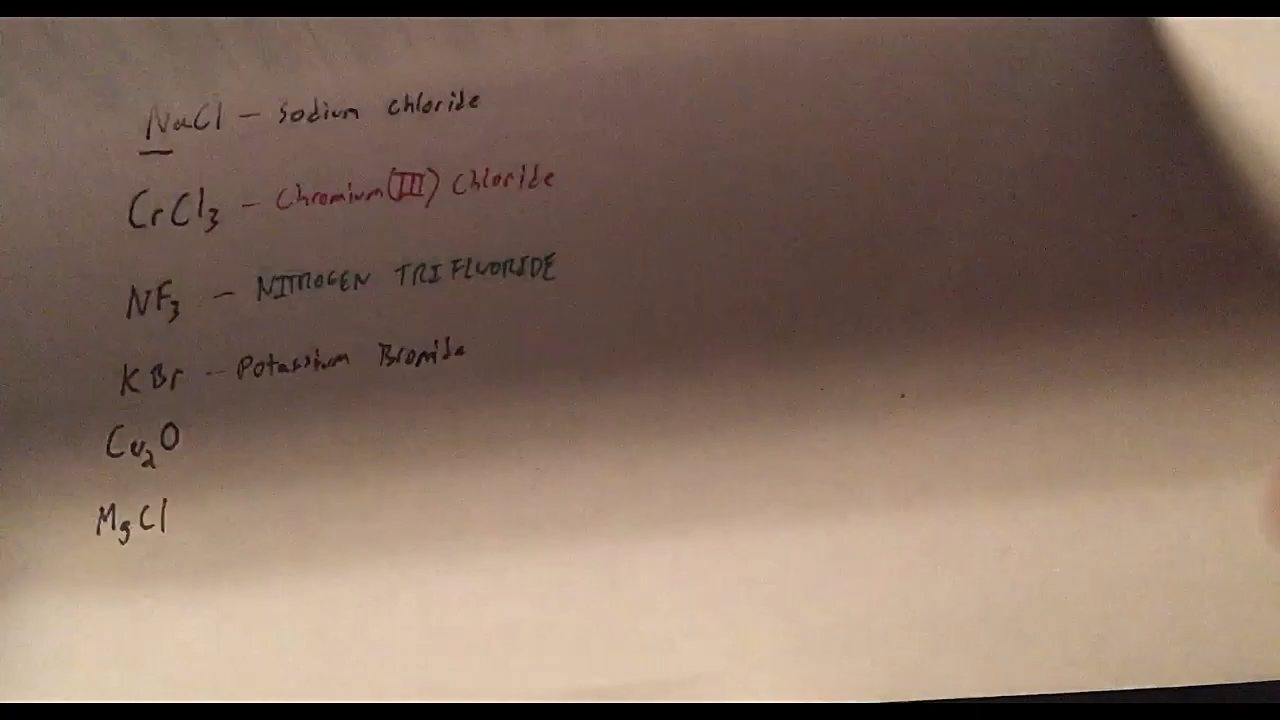 NaCl - Sodium chloride
CrCl3 - Chromium(III) Chloride
NF3 - NITROGEN TRIFLUORIDE
KBr - Potassium Bromide
Cu2O
MgCl